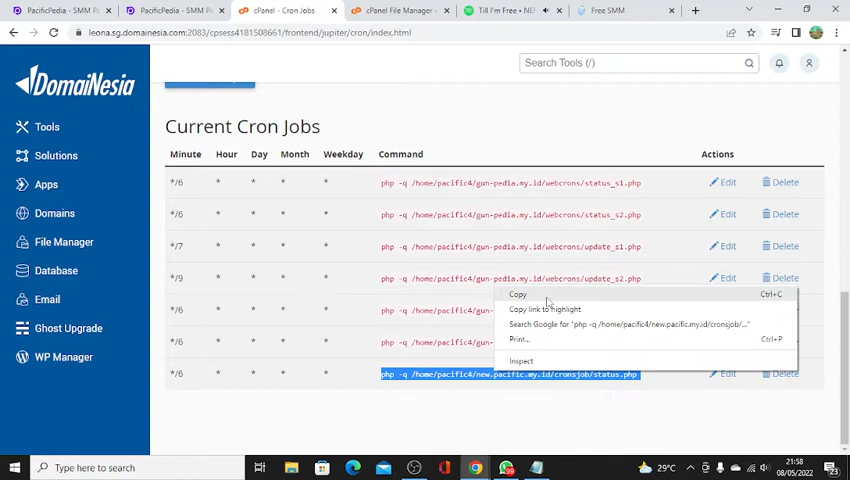 PacificPedia - SMM P
PacificPedia - SMM Pa
cPanel - Cron Jobs
cPanel File Manager v
Till I'm Free • NEF
Free SMM
leona.sg.domainesia.com:2083/cpsess4181508661/frontend/jupiter/cron/index.html
DomaiNesia
Search Tools (/)
Tools
Solutions
Apps
Domains
File Manager
Database
Email
Ghost Upgrade
WP Manager
Current Cron Jobs
Minute Hour Day Month Weekday Command Actions
*/6 * * * * php -q /home/pacific4/gun-pedia.my.id/webcrons/status_s1.php Edit Delete
*/6 * * * * php -q /home/pacific4/gun-pedia.my.id/webcrons/status_s2.php Edit Delete
*/7 * * * * php -q /home/pacific4/gun-pedia.my.id/webcrons/update_s1.php Edit Delete
*/9 * * * * php -q /home/pacific4/gun-pedia.my.id/webcrons/update_s2.php Edit Delete
*/6 * * * * php -q /home/pacific4/
*/6 * * * * php -q /home/pacific4/
*/6 * * * * php -q /home/pacific4/new.pacific.my.id/cronsjob/status.php Edit Delete
Copy Ctrl+C
Copy link to highlight
Search Google for "php -q /home/pacific4/new.pacific.my.id/cronsjob/..."
Print... Ctrl+P
Inspect
Type here to search
29°C
21:58
08/05/2022
23